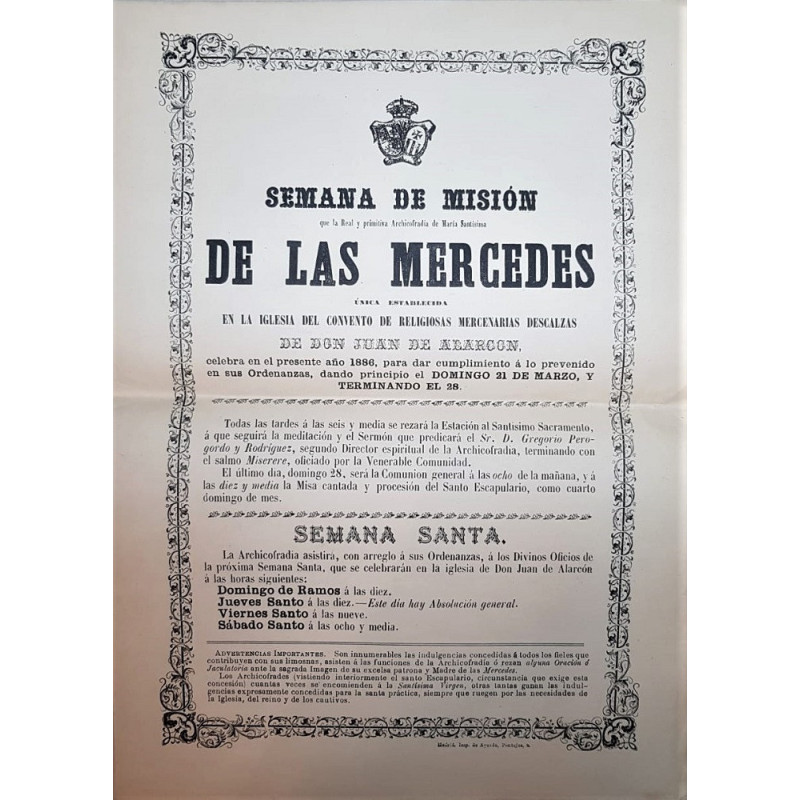 SEMANA DE MISIÓN
que la Real y primitiva Archicofradía de María Santísima
DE LAS MERCEDES
ÚNICA ESTABLECIDA
EN LA IGLESIA DEL CONVENTO DE RELIGIOSAS MERCENARIAS DESCALZAS
DE DON JUAN DE ALARCON,
celebra en el presente año 1886, para dar cumplimiento á lo prevenido
en sus Ordenanzas, dando principio el DOMINGO 21 DE MARZO, Y
TERMINANDO EL 28.
Todas las tardes á las seis y media se rezará la Estación al Santísimo Sacramento,
á que seguirá la meditación y el Sermón que predicará el Sr. D. Gregorio Pero-
gordo y Rodríguez, segundo Director espiritual de la Archicofradía, terminando con
el salmo Miserere, oficiado por la Venerable Comunidad.
El último día, domingo 28, será la Comunion general á las ocho de la mañana, y á
las diez y media la Misa cantada y procesión del Santo Escapulario, como cuarto
domingo de mes.
SEMANA SANTA.
La Archicofradía asistirá, con arreglo á sus Ordenanzas, á los Divinos Oficios de
la próxima Semana Santa, que se celebrarán en la iglesia de Don Juan de Alarcón
á las horas siguientes:
Domingo de Ramos á las diez.
Jueves Santo á las diez.—Este día hay Absolución general.
Viernes Santo á las nueve.
Sábado Santo á las ocho y media.
ADVERTENCIAS IMPORTANTES. Son innumerables las indulgencias concedidas á todos los fieles que
contribuyen con sus limosnas, asisten á las funciones de la Archicofradía ó rezan alguna Oración ó
Jaculatoria ante la sagrada Imagen de su excelsa patrona y Madre de las Mercedes.
Los Archicofrades (vistiendo interiormente el santo Escapulario, circunstancia que exige esta
concesión) cuantas veces se encomienden á la Santísima Virgen, otras tantas ganan las indul-
gencias expresamente concedidas para la santa práctica, siempre que rueguen por las necesidades de
la Iglesia, del reino y de los cautivos.
Madrid, Imp. de